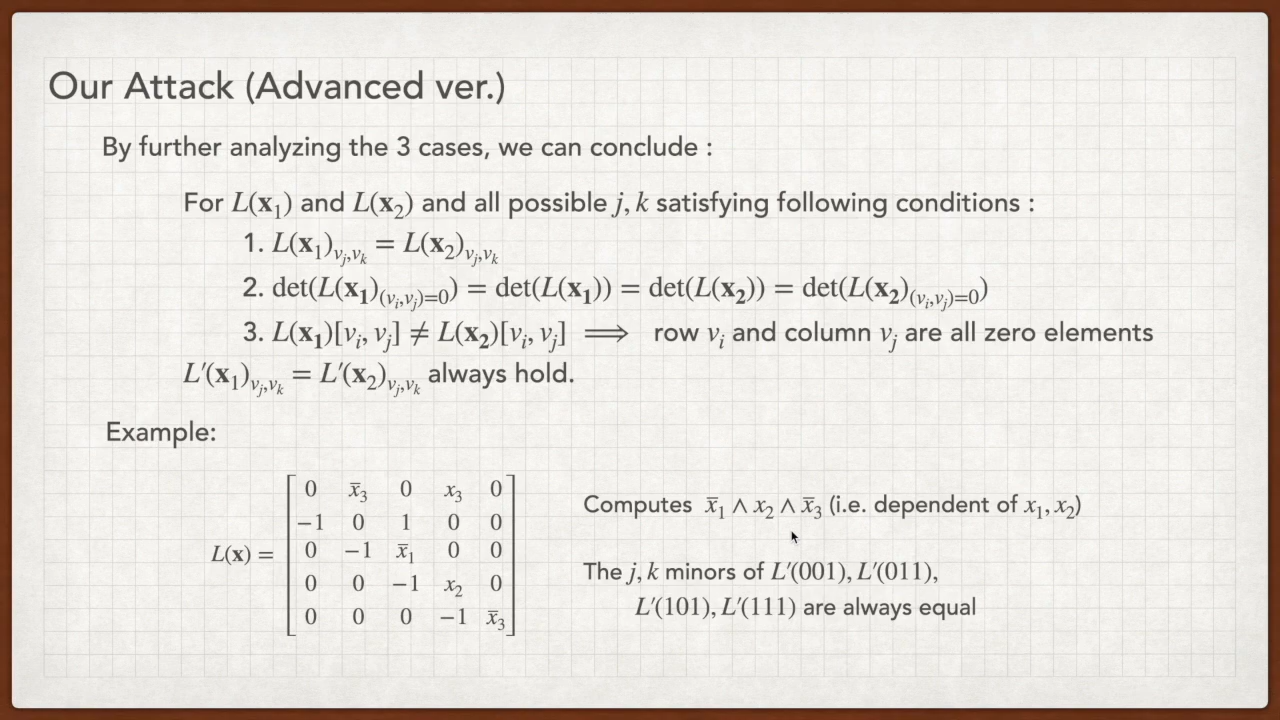 Our Attack (Advanced ver.)
By further analyzing the 3 cases, we can conclude :
For L(𝐱₁) and L(𝐱₂) and all possible j, k satisfying following conditions :
1. L(𝐱₁)_{v_j,v_k} = L(𝐱₂)_{v_j,v_k}
2. det(L(𝐱₁)_{(v_i,v_j)=0}) = det(L(𝐱₁)) = det(L(𝐱₂)) = det(L(𝐱₂)_{(v_i,v_j)=0})
3. L(𝐱₁)[v_i, v_j] ≠ L(𝐱₂)[v_i, v_j] ⟹ row v_i and column v_j are all zero elements
L′(𝐱₁)_{v_j,v_k} = L′(𝐱₂)_{v_j,v_k} always hold.
Example:
L(𝐱) =
0 x̅₃ 0 x₃ 0
−1 0 1 0 0
0 −1 x̅₁ 0 0
0 0 −1 x₂ 0
0 0 0 −1 x̅₃
Computes x̅₁ ∧ x₂ ∧ x̅₃ (i.e. dependent of x₁, x₂)
The j, k minors of L′(001), L′(011),
L′(101), L′(111) are always equal